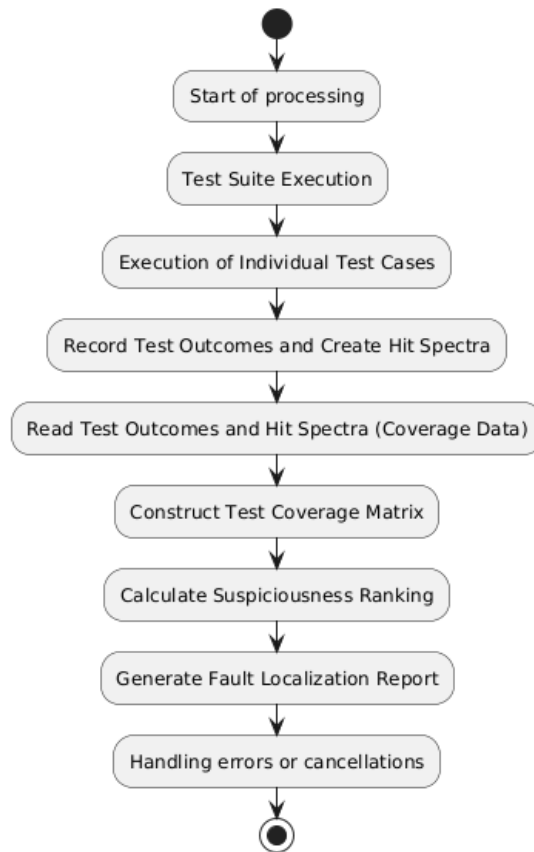 Start of processing
Test Suite Execution
Execution of Individual Test Cases
Record Test Outcomes and Create Hit Spectra
Read Test Outcomes and Hit Spectra (Coverage Data)
Construct Test Coverage Matrix
Calculate Suspiciousness Ranking
Generate Fault Localization Report
Handling errors or cancellations